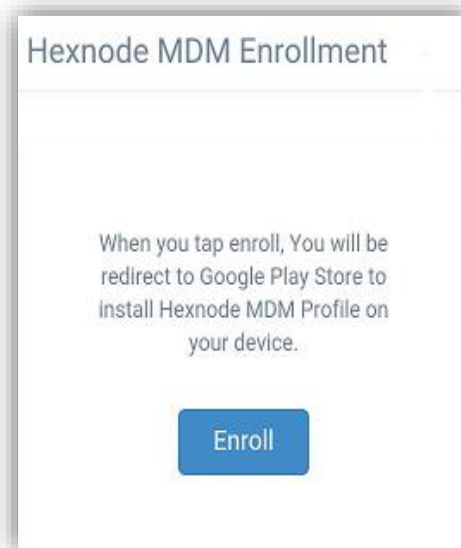 Hexnode MDM Enrollment
When you tap enroll, You will be
redirect to Google Play Store to
install Hexnode MDM Profile on
your device.
Enroll